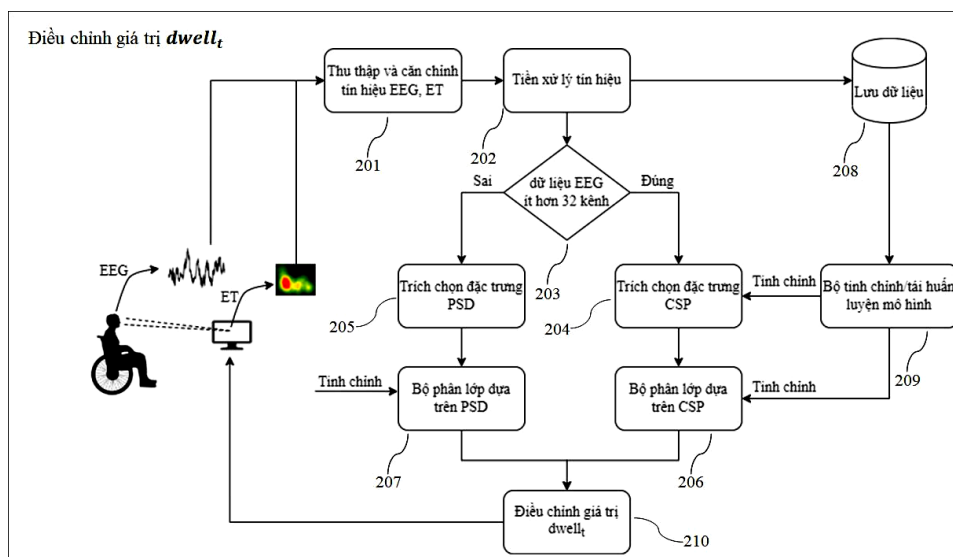 Điều chỉnh giá trị dwellₜ
Thu thập và căn chỉnh
tín hiệu EEG, ET
201
Tiền xử lý tín hiệu
202
Lưu dữ liệu
208
Sai
dữ liệu EEG
ít hơn 32 kênh
Đúng
203
EEG
ET
Trích chọn đặc trưng
PSD
205
Trích chọn đặc trưng
CSP
204
Tinh chỉnh
Bộ tinh chỉnh/tái huấn
luyện mô hình
209
Tinh chỉnh
Bộ phân lớp dựa
trên PSD
207
Bộ phân lớp dựa
trên CSP
206
Tinh chỉnh
Điều chỉnh giá trị
dwellₜ
210